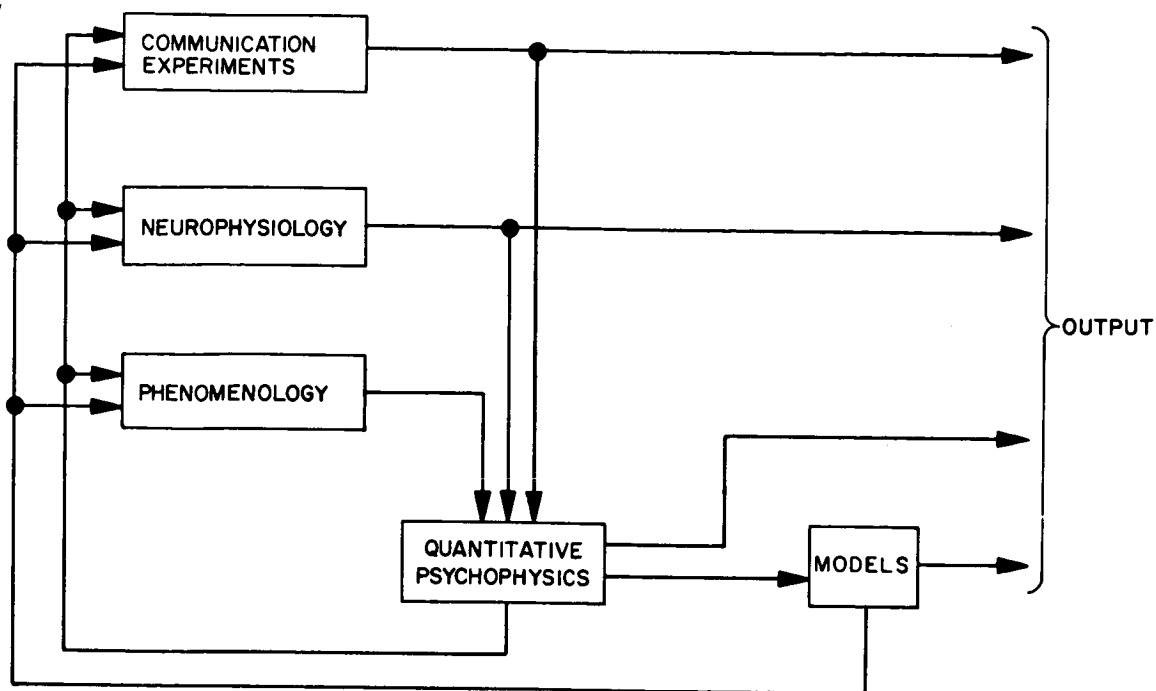 COMMUNICATION
EXPERIMENTS
NEUROPHYSIOLOGY
OUTPUT
PHENOMENOLOGY
QUANTITATIVE
PSYCHOPHYSICS
MODELS